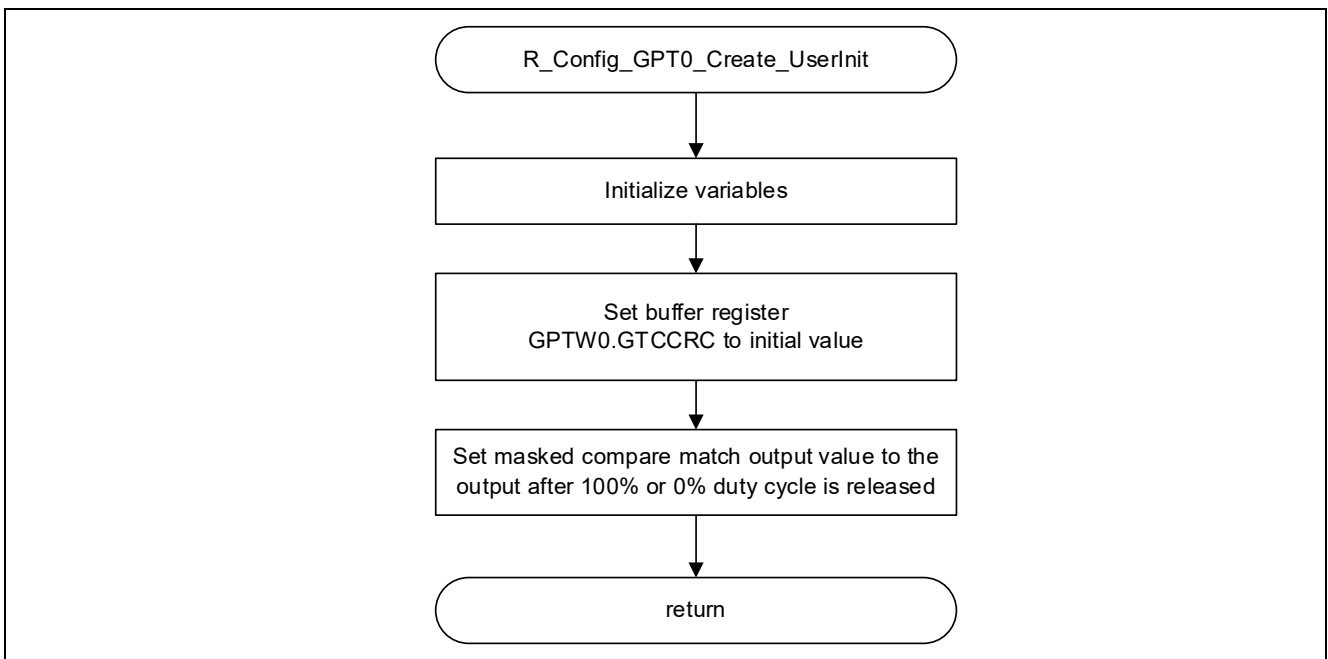 R_Config_GPT0_Create_UserInit
Initialize variables
Set buffer register
GPTW0.GTCCRC to initial value
Set masked compare match output value to the
output after 100% or 0% duty cycle is released
return